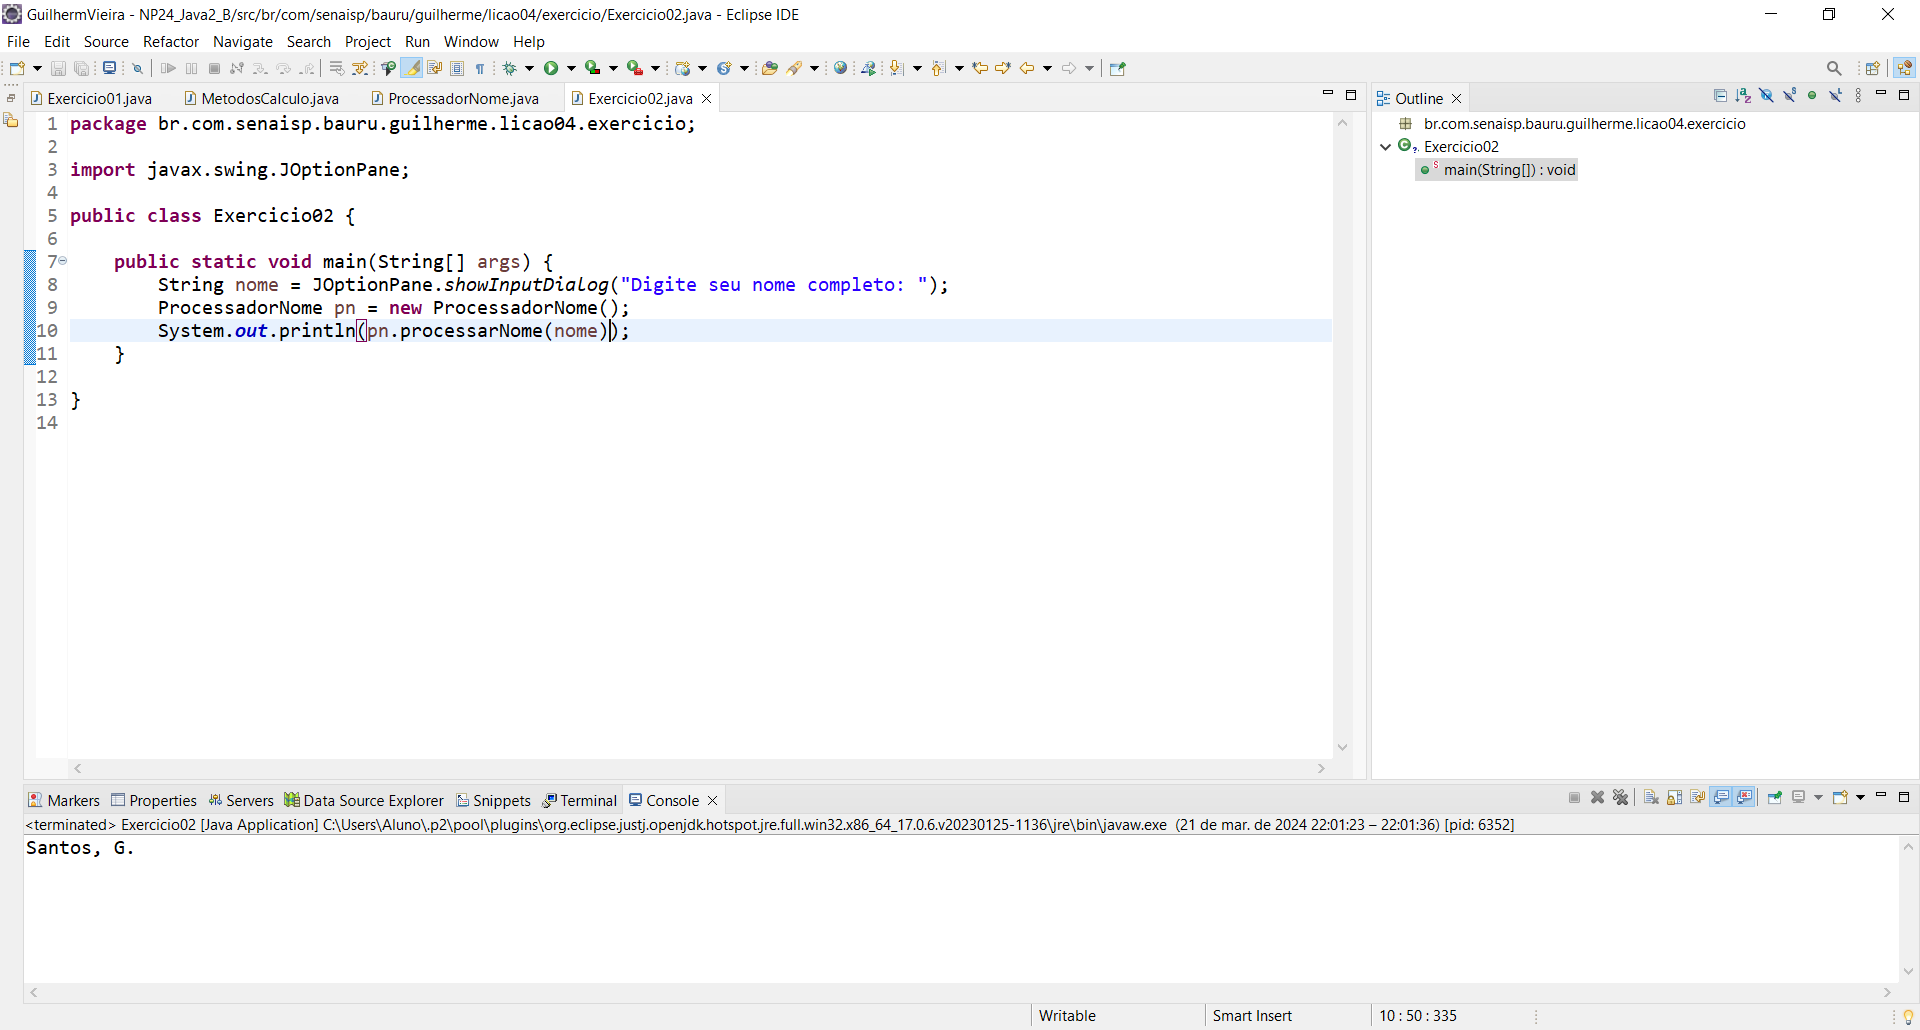 GuilhermVieira - NP24_Java2_B/src/br/com/senaisp/bauru/guilherme/licao04/exercicio/Exercicio02.java - Eclipse IDE
File Edit Source Refactor Navigate Search Project Run Window Help
Exercicio01.java MetodosCalculo.java ProcessadorNome.java Exercicio02.java
1 package br.com.senaisp.bauru.guilherme.licao04.exercicio;
2
3 import javax.swing.JOptionPane;
4
5 public class Exercicio02 {
6
7 public static void main(String[] args) {
8 String nome = JOptionPane.showInputDialog("Digite seu nome completo: ");
9 ProcessadorNome pn = new ProcessadorNome();
10 System.out.println(pn.processarNome(nome));
11 }
12
13 }
14
Outline
br.com.senaisp.bauru.guilherme.licao04.exercicio
Exercicio02
main(String[]) : void
Markers Properties Servers Data Source Explorer Snippets Terminal Console
<terminated> Exercicio02 [Java Application] C:\Users\Aluno\.p2\pool\plugins\org.eclipse.justj.openjdk.hotspot.jre.full.win32.x86_64_17.0.6.v20230125-1136\jre\bin\javaw.exe (21 de mar. de 2024 22:01:23 – 22:01:36) [pid: 6352]
Santos, G.
Writable Smart Insert 10 : 50 : 335